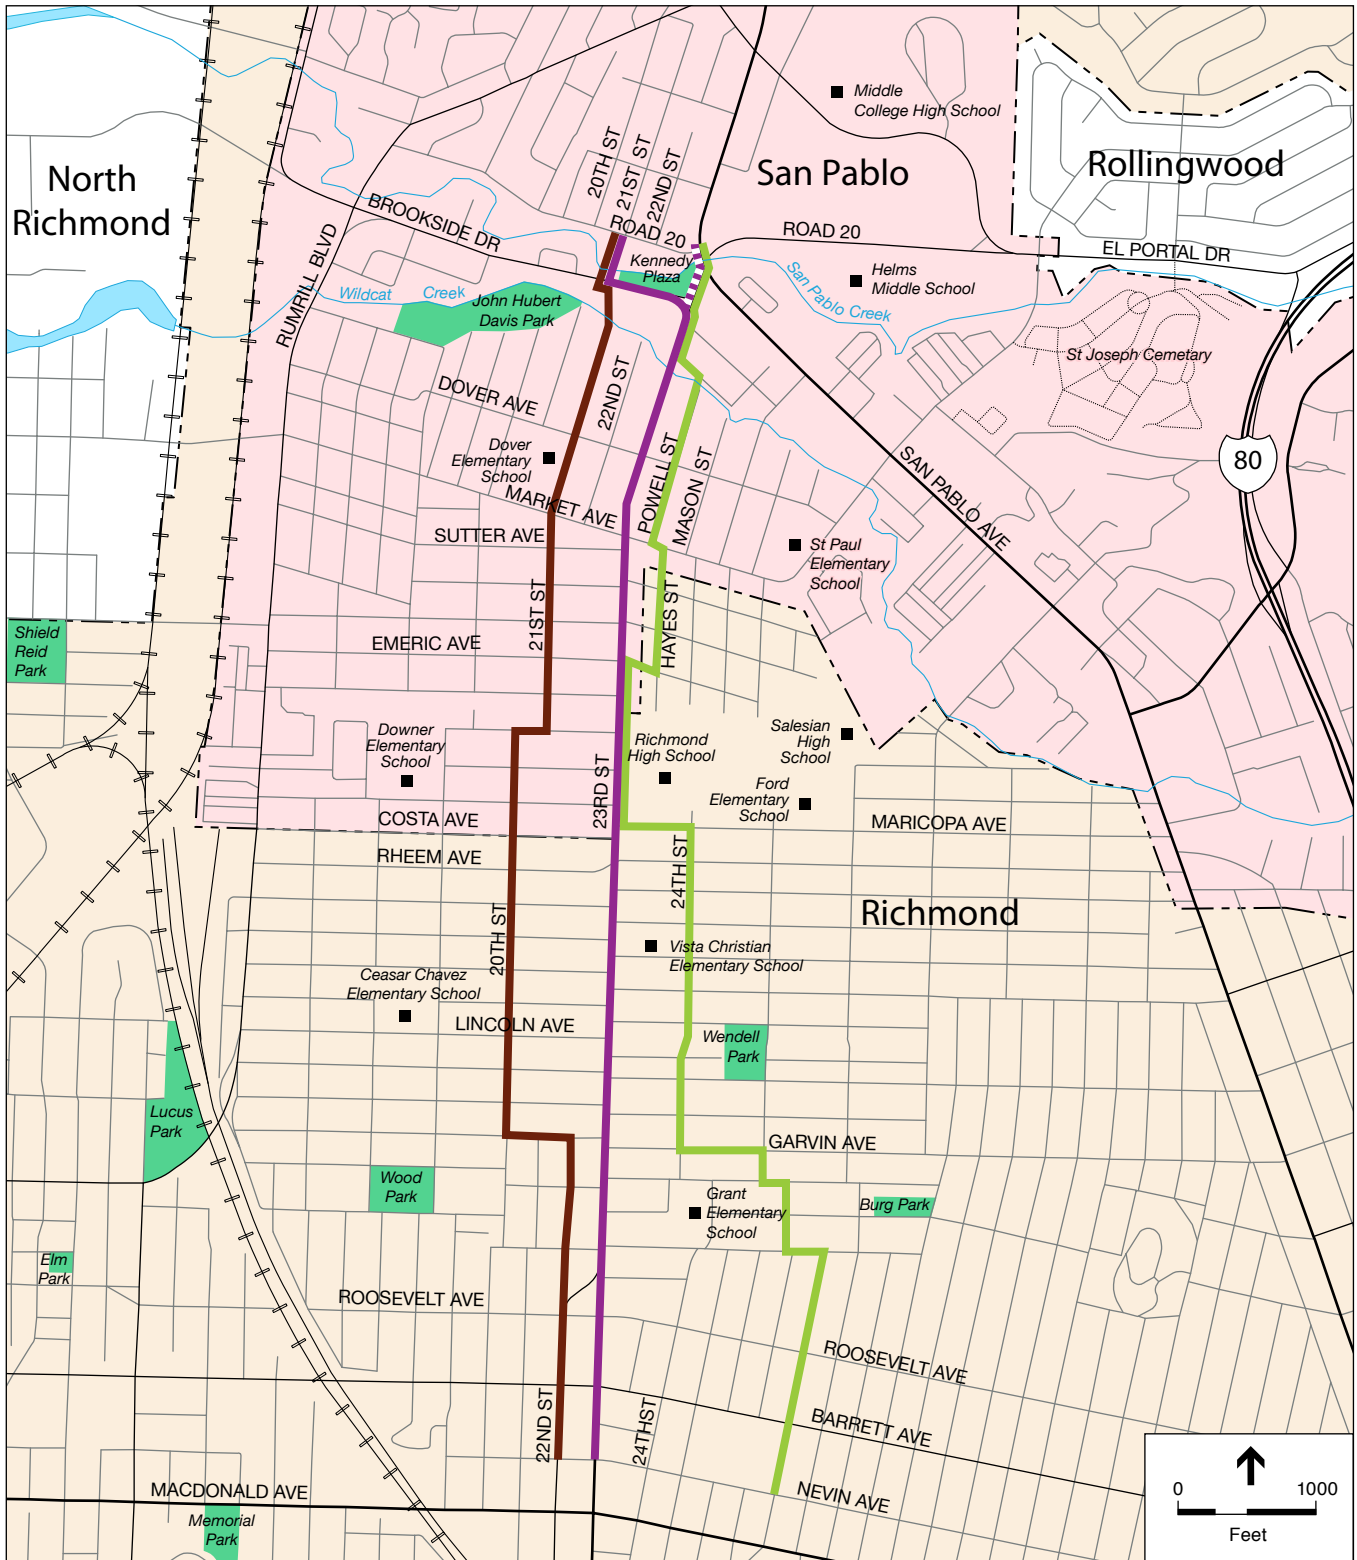 Middle
College High School
North
Richmond
San Pablo
Rollingwood
20TH ST
21ST ST
22ND ST
BROOKSIDE DR
ROAD 20
ROAD 20
EL PORTAL DR
RUMRILL BLVD
Kennedy
Plaza
Helms
Middle School
San Pablo Creek
Wildcat Creek
John Hubert
Davis Park
St Joseph Cemetary
DOVER AVE
22ND ST
Dover
Elementary
School
MARKET AVE
POWELL ST
MASON ST
SAN PABLO AVE
80
SUTTER AVE
St Paul
Elementary
School
21ST ST
HAYES ST
Shield
Reid
Park
EMERIC AVE
Downer
Elementary
School
Richmond
High School
Salesian
High
School
Ford
Elementary
School
23RD ST
COSTA AVE
MARICOPA AVE
RHEEM AVE
24TH ST
Richmond
20TH ST
Vista Christian
Elementary School
Ceasar Chavez
Elementary School
LINCOLN AVE
Wendell
Park
Lucus
Park
GARVIN AVE
Wood
Park
Grant
Elementary
School
Burg Park
Elm
Park
ROOSEVELT AVE
ROOSEVELT AVE
22ND ST
24THST
BARRETT AVE
MACDONALD AVE
NEVIN AVE
Memorial
Park
0 1000
Feet